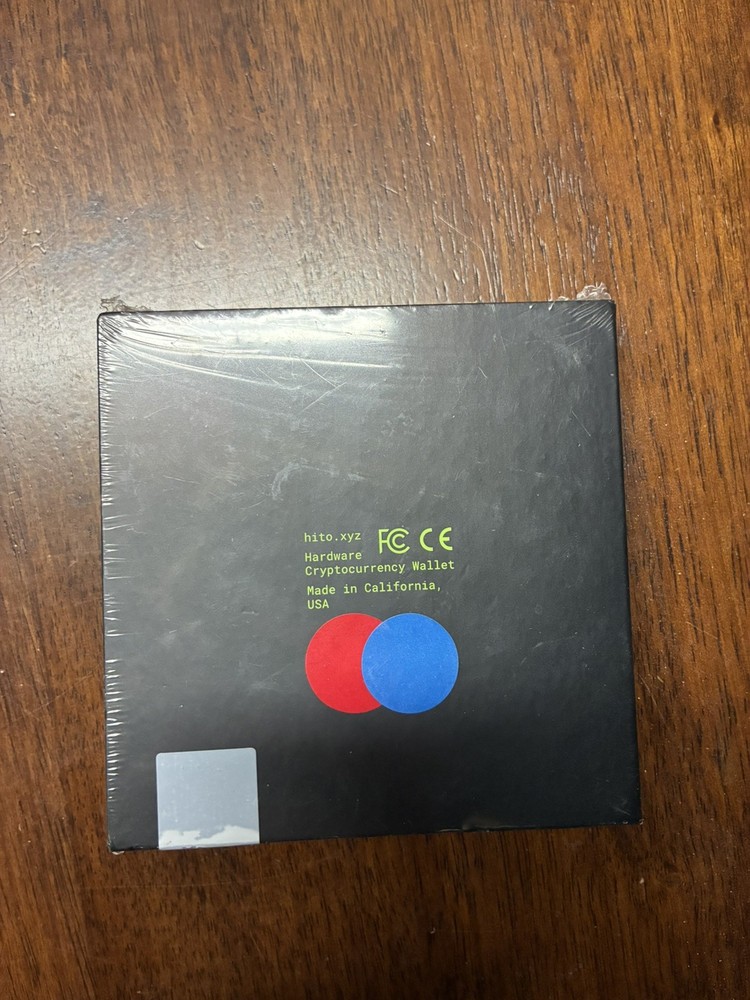 hito.xyz FC CE
Hardware
Cryptocurrency Wallet
Made in California,
USA